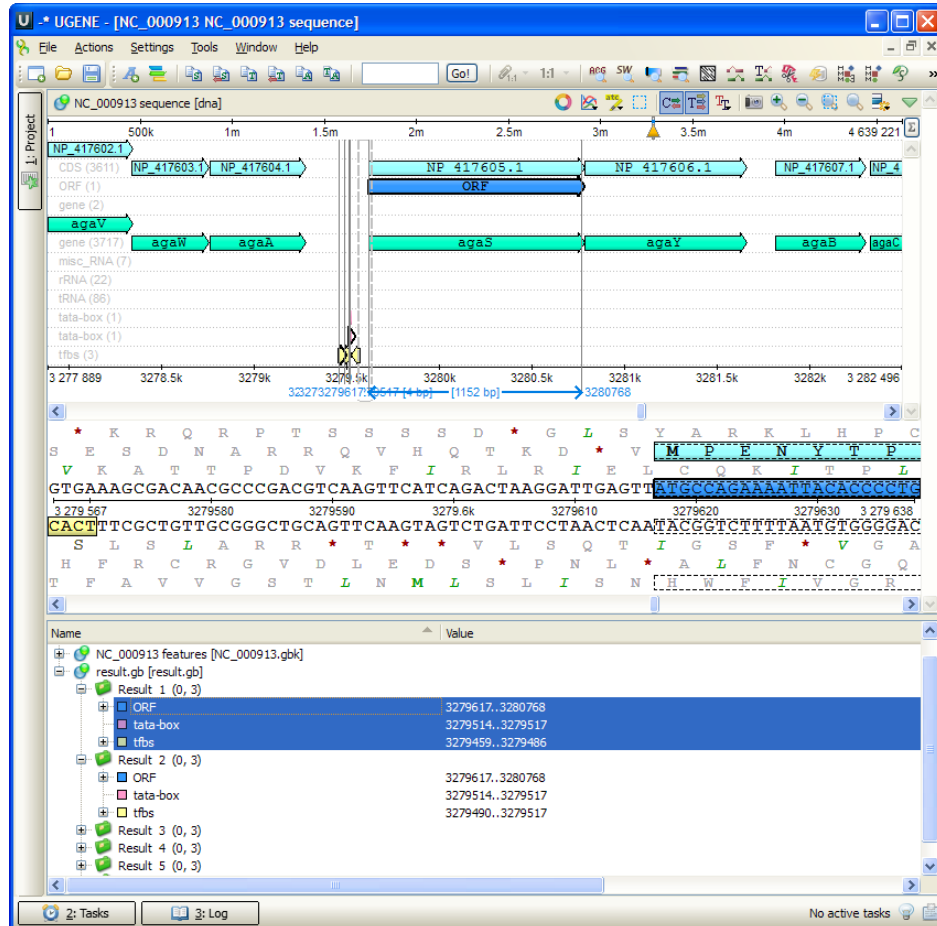 U -* UGENE - [NC_000913 NC_000913 sequence]
File Actions Settings Tools Window Help
Go! 1:1 SW
1: Project
NC_000913 sequence [dna]
1 500k 1m 1.5m 2m 2.5m 3m 3.5m 4m 4 639 221
NP_417602.1
CDS (3611) NP_417603.1 NP_417604.1 NP_417605.1 NP_417606.1 NP_417607.1 NP_4
ORF (1) ORF
gene (2)
agaV
gene (3717) agaW agaA agaS agaY agaB agaC
misc_RNA (7)
rRNA (22)
tRNA (86)
tata-box (1)
tata-box (1)
tfbs (3)
3 277 889 3278.5k 3279k 3279.5k 3280k 3280.5k 3281k 3281.5k 3282k 3 282 496
[4 bp] [1152 bp] 3280768
* K R Q R P T S S S S D * G L S Y A R K L H P C
S E S D N A R R Q V H Q T K D * V M P E N Y T P
V K A T T P D V K F I R L R I E L C Q K I T P L
GTGAAAGCGACAACGCCCGACGTCAAGTTCATCAGACTAAGGATTGAGTTATGCCAGAAAATTACACCCCTG
3 279 567 3279580 3279590 3279.6k 3279610 3279620 3279630 3 279 638
CACTTTCGCTGTTGCGGGCTGCAGTTCAAGTAGTCTGATTCCTAACTCAATACGGTCTTTTAATGTGGGGAC
S L S L A R R * T * * V L S Q T I G S F * V G A
H F R C R G V D L E D S * P N L * A L F N C G Q
T F A V V G S T L N M L S L I S N H W F I V G R
Name Value
NC_000913 features [NC_000913.gbk]
result.gb [result.gb]
Result 1 (0, 3)
ORF 3279617..3280768
tata-box 3279514..3279517
tfbs 3279459..3279486
Result 2 (0, 3)
ORF 3279617..3280768
tata-box 3279514..3279517
tfbs 3279490..3279517
Result 3 (0, 3)
Result 4 (0, 3)
Result 5 (0, 3)
2: Tasks 3: Log No active tasks